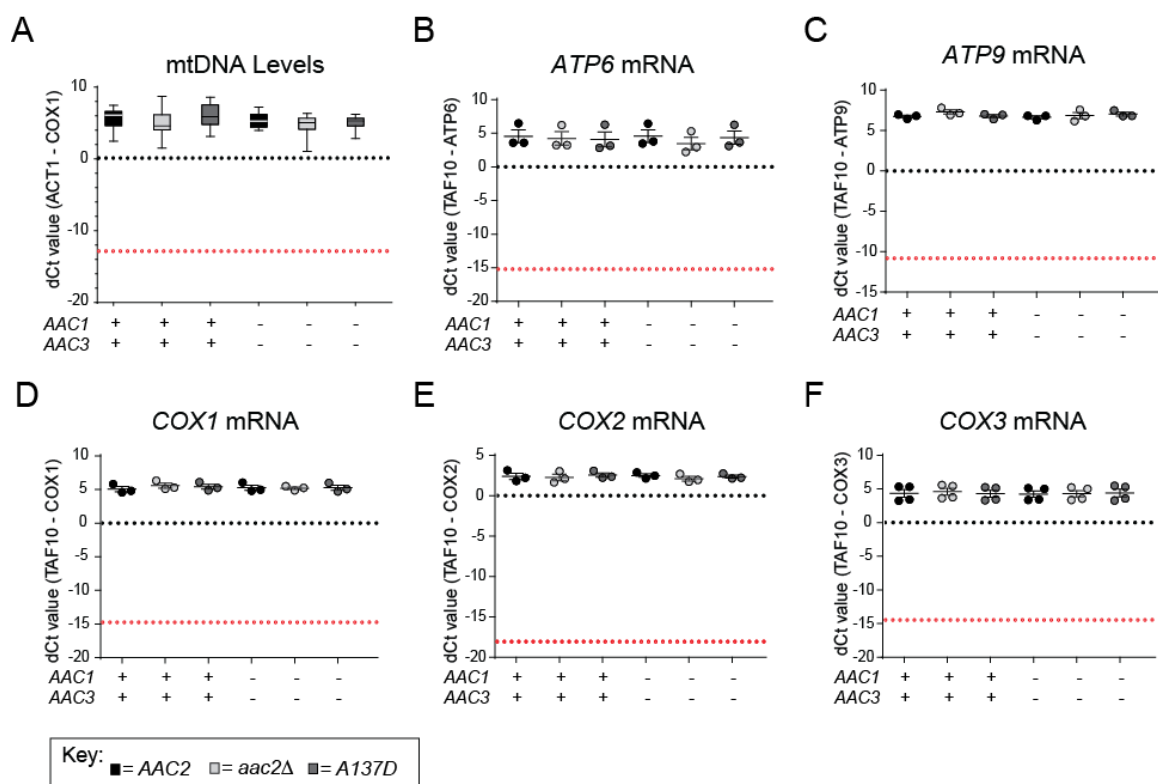 A
mtDNA Levels
dCt value (ACT1 - COX1)
10
0
-10
-20
AAC1 + + + - - -
AAC3 + + + - - -
B
ATP6 mRNA
dCt value (TAF10 - ATP6)
10
5
0
-5
-10
-15
-20
AAC1 + + + - - -
AAC3 + + + - - -
C
ATP9 mRNA
dCt value (TAF10 - ATP9)
10
5
0
-5
-10
-15
AAC1 + + + - - -
AAC3 + + + - - -
D
COX1 mRNA
dCt value (TAF10 - COX1)
10
5
0
-5
-10
-15
-20
AAC1 + + + - - -
AAC3 + + + - - -
E
COX2 mRNA
dCt value (TAF10 - COX2)
5
0
-5
-10
-15
-20
AAC1 + + + - - -
AAC3 + + + - - -
F
COX3 mRNA
dCt value (TAF10 - COX3)
10
5
0
-5
-10
-15
-20
AAC1 + + + - - -
AAC3 + + + - - -
Key: = AAC2 = aac2Δ = A137D